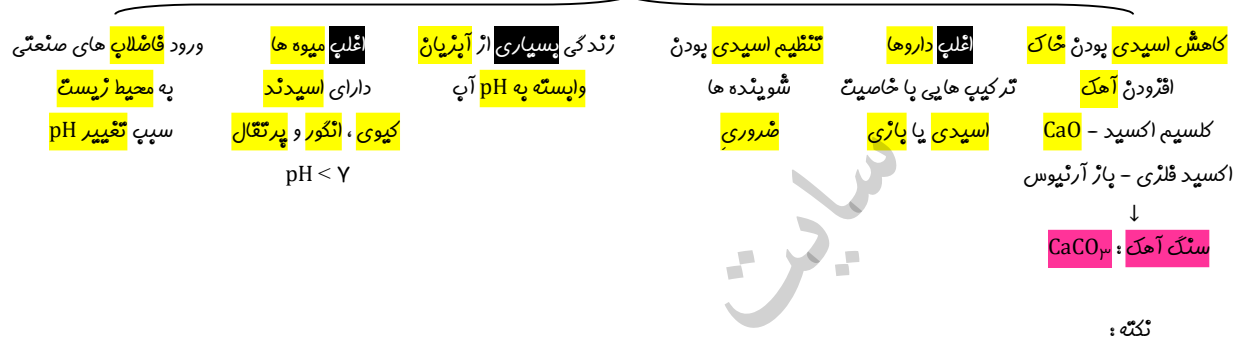 کاهش اسیدی بودن خاک
افزودن آهک
کلسیم اکسید – CaO
اکسید فلزی – باز آرنیوس
↓
سنگ آهک : CaCO۳
اغلب داروها
ترکیب هایی با خاصیت
اسیدی یا بازی
تنظیم اسیدی بودن
شوینده ها
ضروری
زندگی بسیاری از آبزیان
وابسته به pH آب
اغلب میوه ها
دارای اسیدند
کیوی ، انگور و پرتقال
pH < ۷
ورود فاضلاب های صنعتی
به محیط زیست
سبب تغییر pH
سایت
نکته :